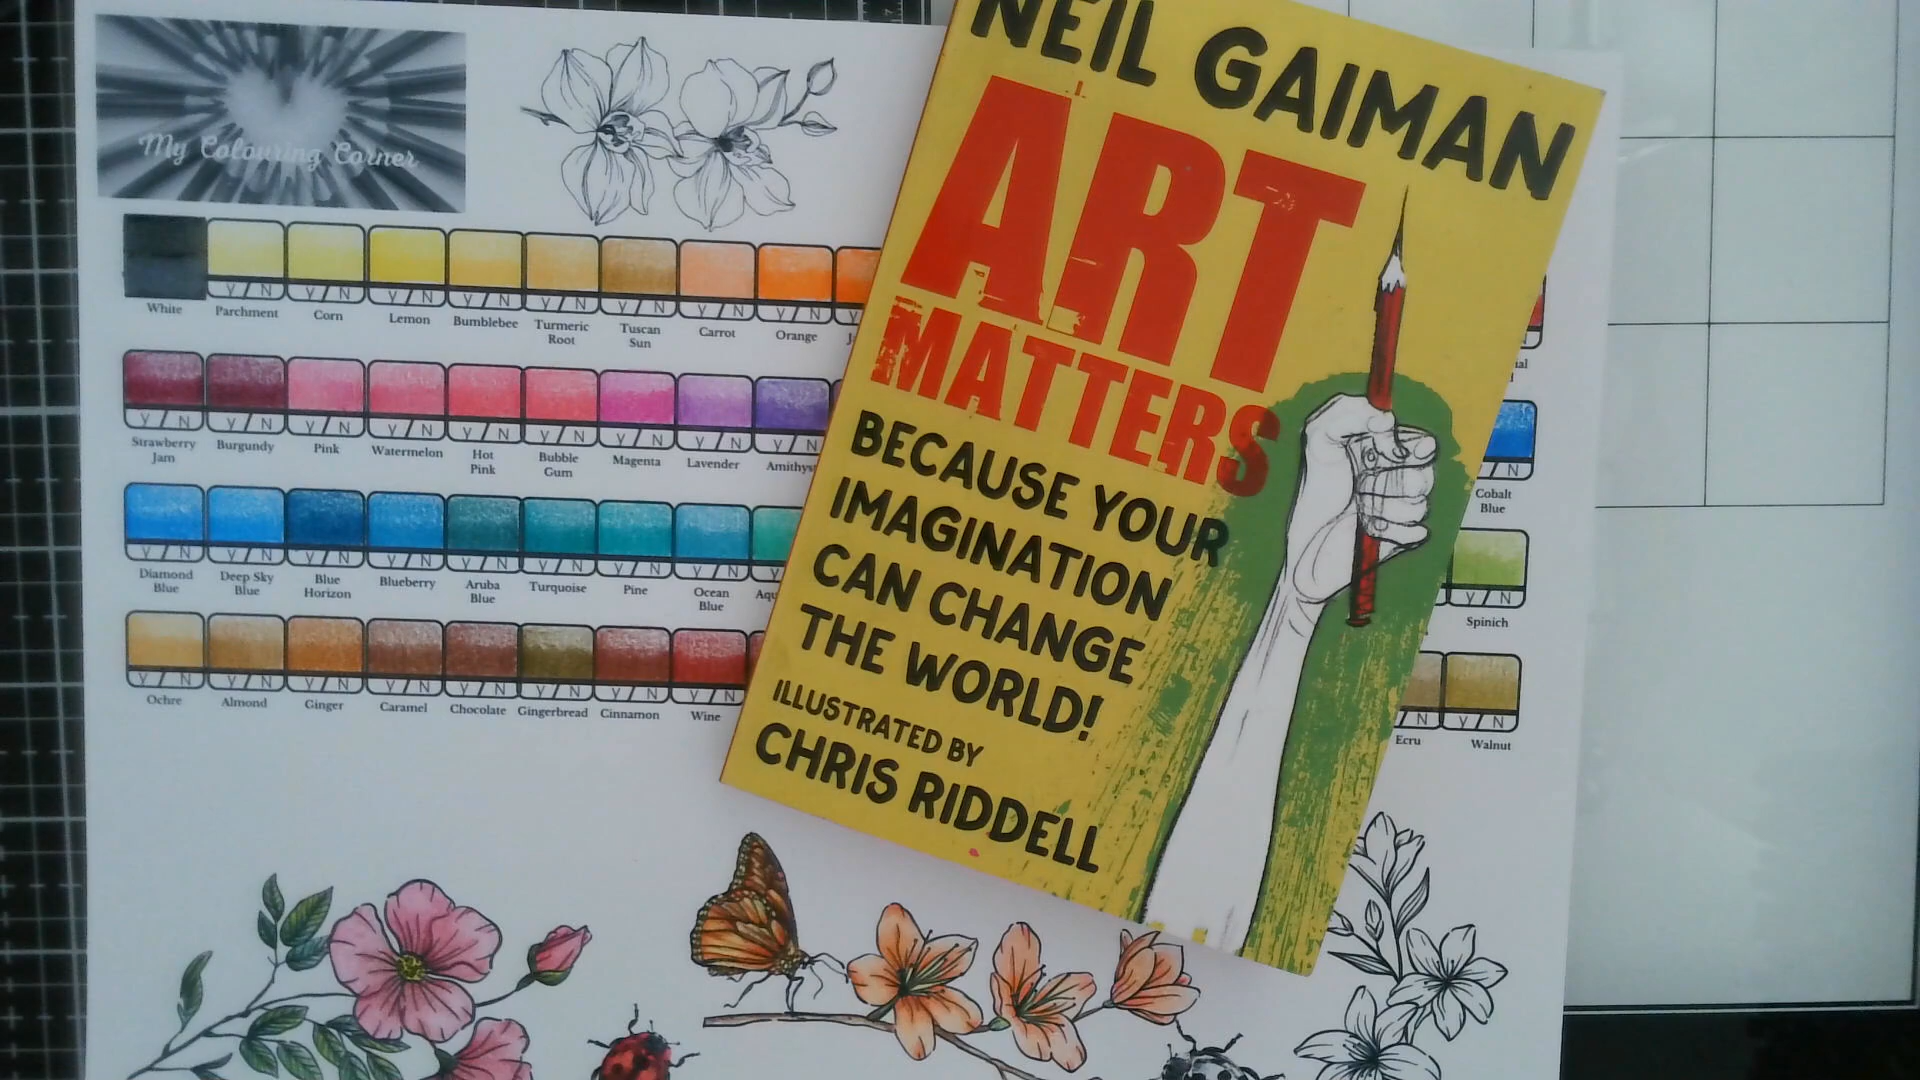 My Colouring Corner
White
Parchment
Corn
Lemon
Bumblebee
Turmeric
Root
Tuscan
Sun
Carrot
Orange
Y / N Y / N Y / N Y / N Y / N Y / N Y / N Y / N
Strawberry
Jam
Burgundy
Pink
Watermelon
Hot
Pink
Bubble
Gum
Magenta
Lavender
Amithys
Y / N Y / N Y / N Y / N Y / N Y / N Y / N Y / N
Diamond
Blue
Deep Sky
Blue
Blue
Horizon
Blueberry
Aruba
Blue
Turquoise
Pine
Ocean
Blue
Cobalt
Blue
Y / N Y / N Y / N Y / N Y / N Y / N Y / N Y / N
Spinich
Y / N
Ochre
Almond
Ginger
Caramel
Chocolate
Gingerbread
Cinnamon
Wine
Ecru
Walnut
Y / N Y / N Y / N Y / N Y / N Y / N Y / N Y / N
NEIL GAIMAN
ART
MATTERS
BECAUSE YOUR
IMAGINATION
CAN CHANGE
THE WORLD!
ILLUSTRATED BY
CHRIS RIDDELL